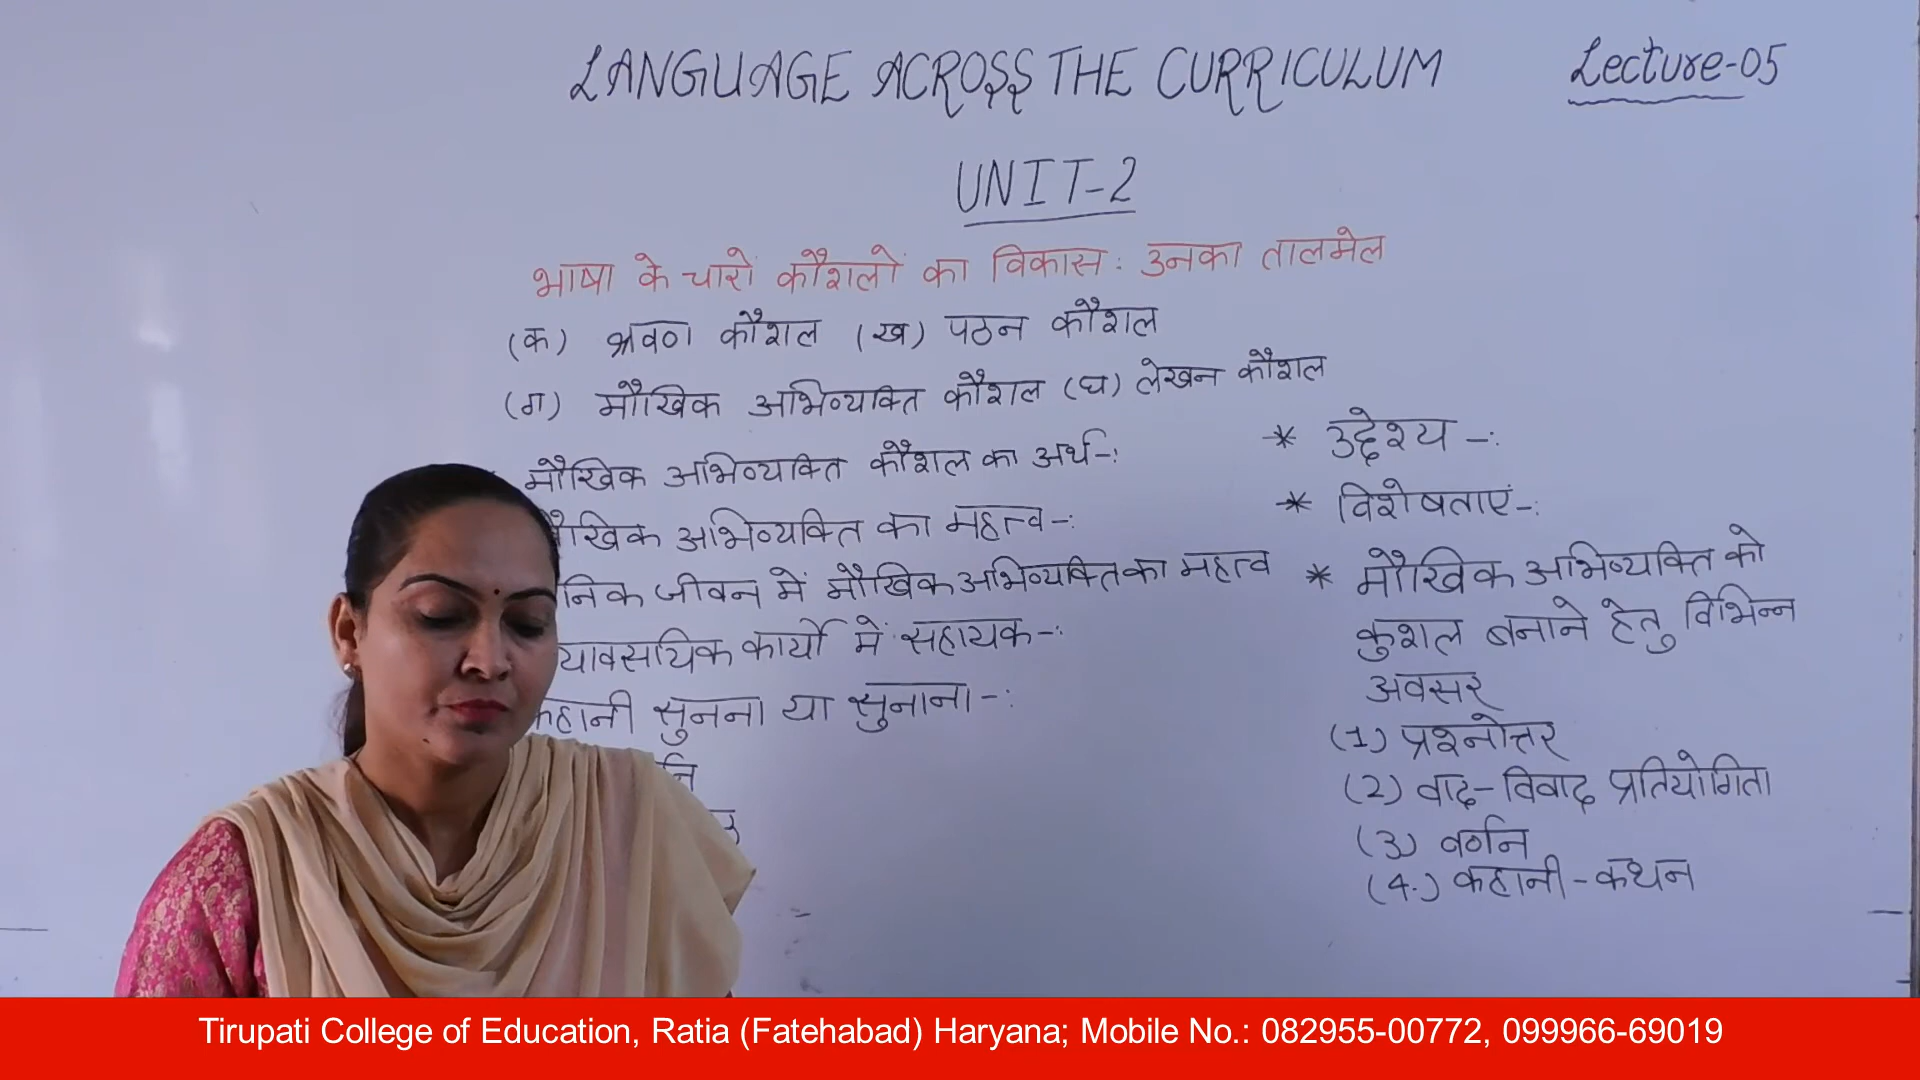 LANGUAGE ACROSS THE CURRICULUM
Lecture-05
UNIT-2
भाषा के चारों कौशलों का विकास : उनका तालमेल
(क) श्रवण कौशल (ख) पठन कौशल
(ग) मौखिक अभिव्यक्ति कौशल (घ) लेखन कौशल
मौखिक अभिव्यक्ति कौशल का अर्थ-:
अभिव्यक्ति का महत्व-:
जीवन में मौखिक अभिव्यक्ति का महत्व
कार्यो में सहायक-:
सुनना या सुनाना-:
* उद्देश्य -:
* विशेषताएं-:
* मौखिक अभिव्यक्ति को
कुशल बनाने हेतु विभिन्न
अवसर
(1) प्रश्नोत्तर
(2) वाद-विवाद प्रतियोगिता
(3) वर्णन
(4.) कहानी-कथन
Tirupati College of Education, Ratia (Fatehabad) Haryana; Mobile No.: 082955-00772, 099966-69019